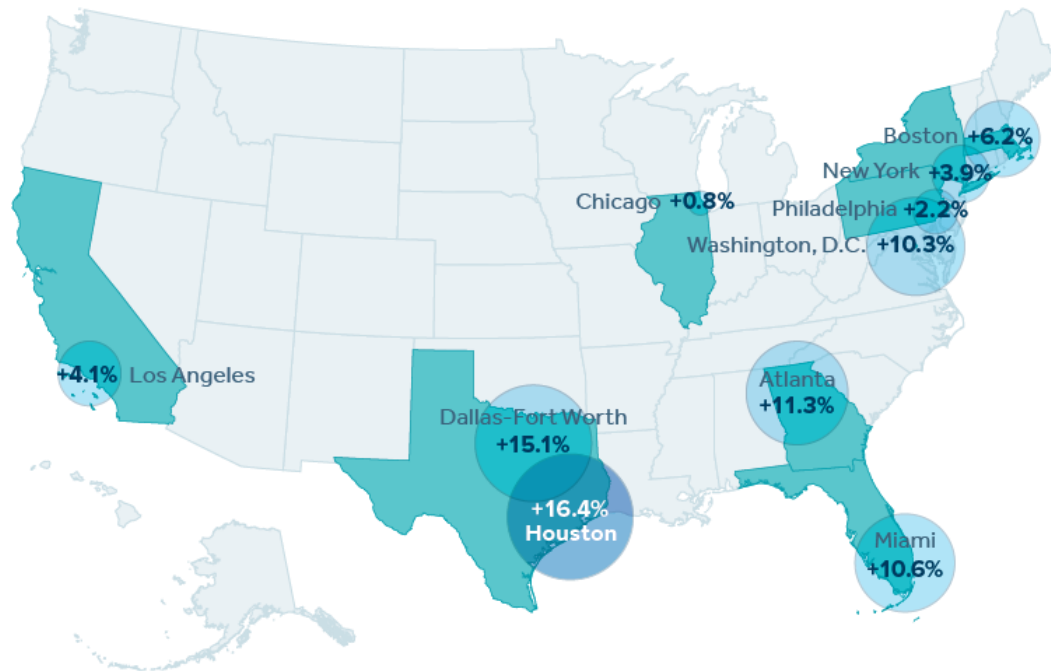 Boston +6.2%
New York +3.9%
Chicago +0.8%
Philadelphia +2.2%
Washington, D.C. +10.3%
+4.1% Los Angeles
Atlanta
+11.3%
Dallas-Fort Worth
+15.1%
+16.4%
Houston
Miami
+10.6%